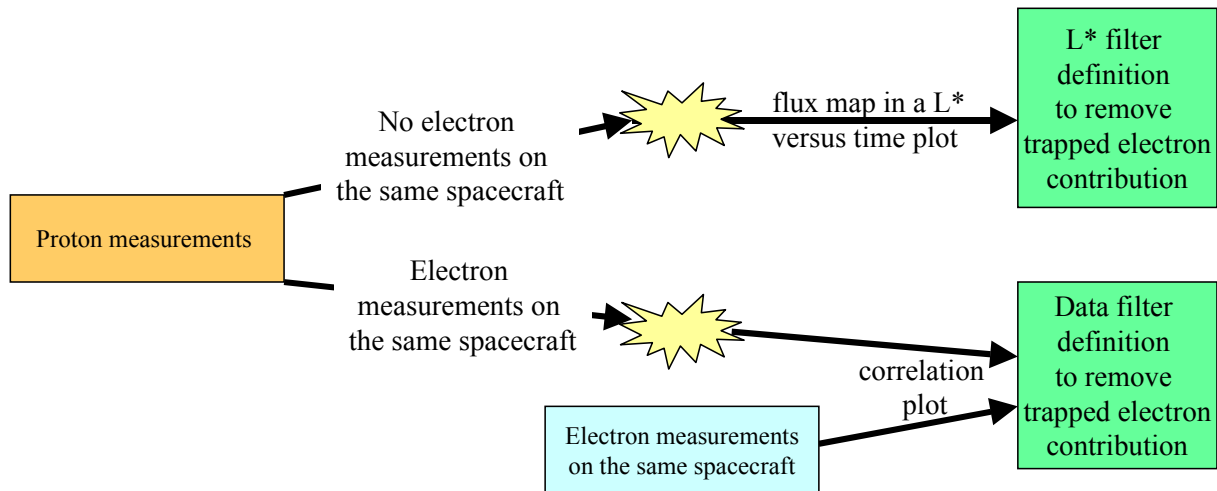 Proton measurements
No electron
measurements on
the same spacecraft
flux map in a L*
versus time plot
L* filter
definition
to remove
trapped electron
contribution
Electron
measurements on
the same spacecraft
Electron measurements
on the same spacecraft
correlation
plot
Data filter
definition
to remove
trapped electron
contribution